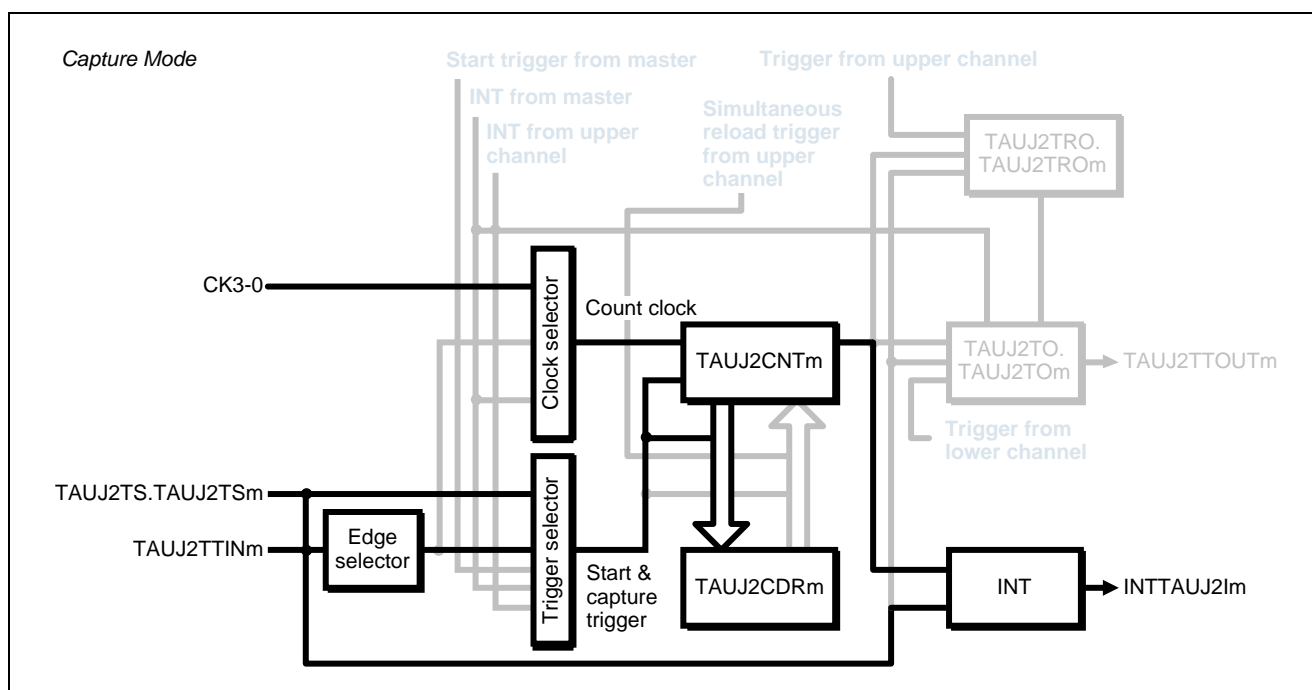 Capture Mode
Start trigger from master
Trigger from upper channel
INT from master
Simultaneous
reload trigger
from upper
channel
INT from upper
channel
TAUJ2TRO.
TAUJ2TROm
CK3-0
Clock selector
Count clock
TAUJ2CNTm
TAUJ2TO.
TAUJ2TOm
TAUJ2TTOUTm
Trigger from
lower channel
TAUJ2TS.TAUJ2TSm
TAUJ2TTINm
Edge
selector
Trigger selector
Start &
capture
trigger
TAUJ2CDRm
INT
INTTAUJ2Im